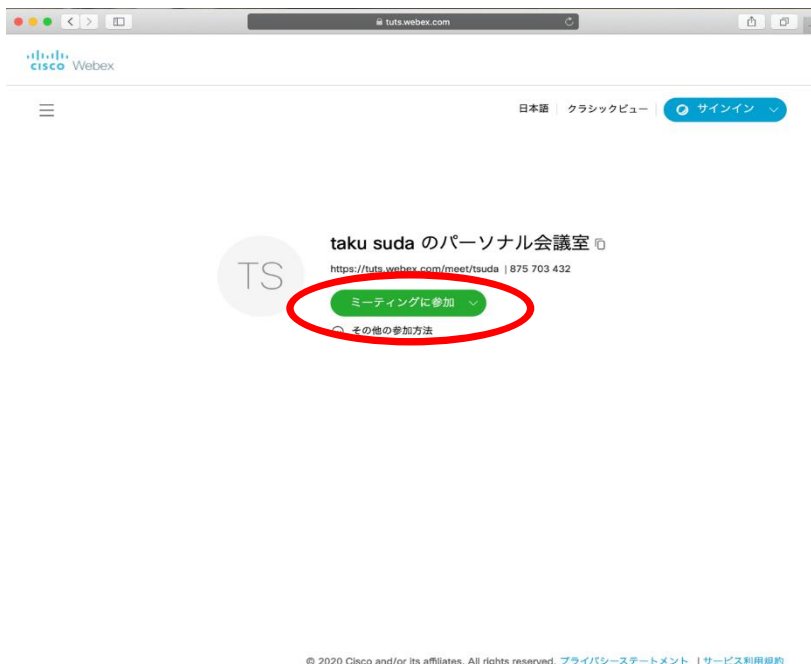 tuts.webex.com
CISCO Webex
日本語 クラシックビュー サインイン
taku suda のパーソナル会議室
TS
https://tuts.webex.com/meet/tsuda | 875 703 432
ミーティングに参加
その他の参加方法
© 2020 Cisco and/or its affiliates. All rights reserved. プライバシーステートメント | サービス利用規約